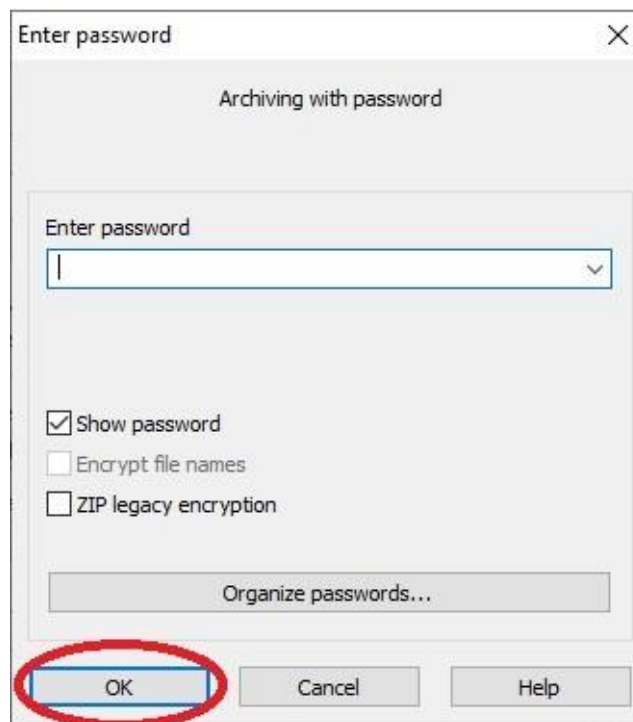 Enter password
Archiving with password
Enter password
Show password
Encrypt file names
ZIP legacy encryption
Organize passwords...
OK Cancel Help